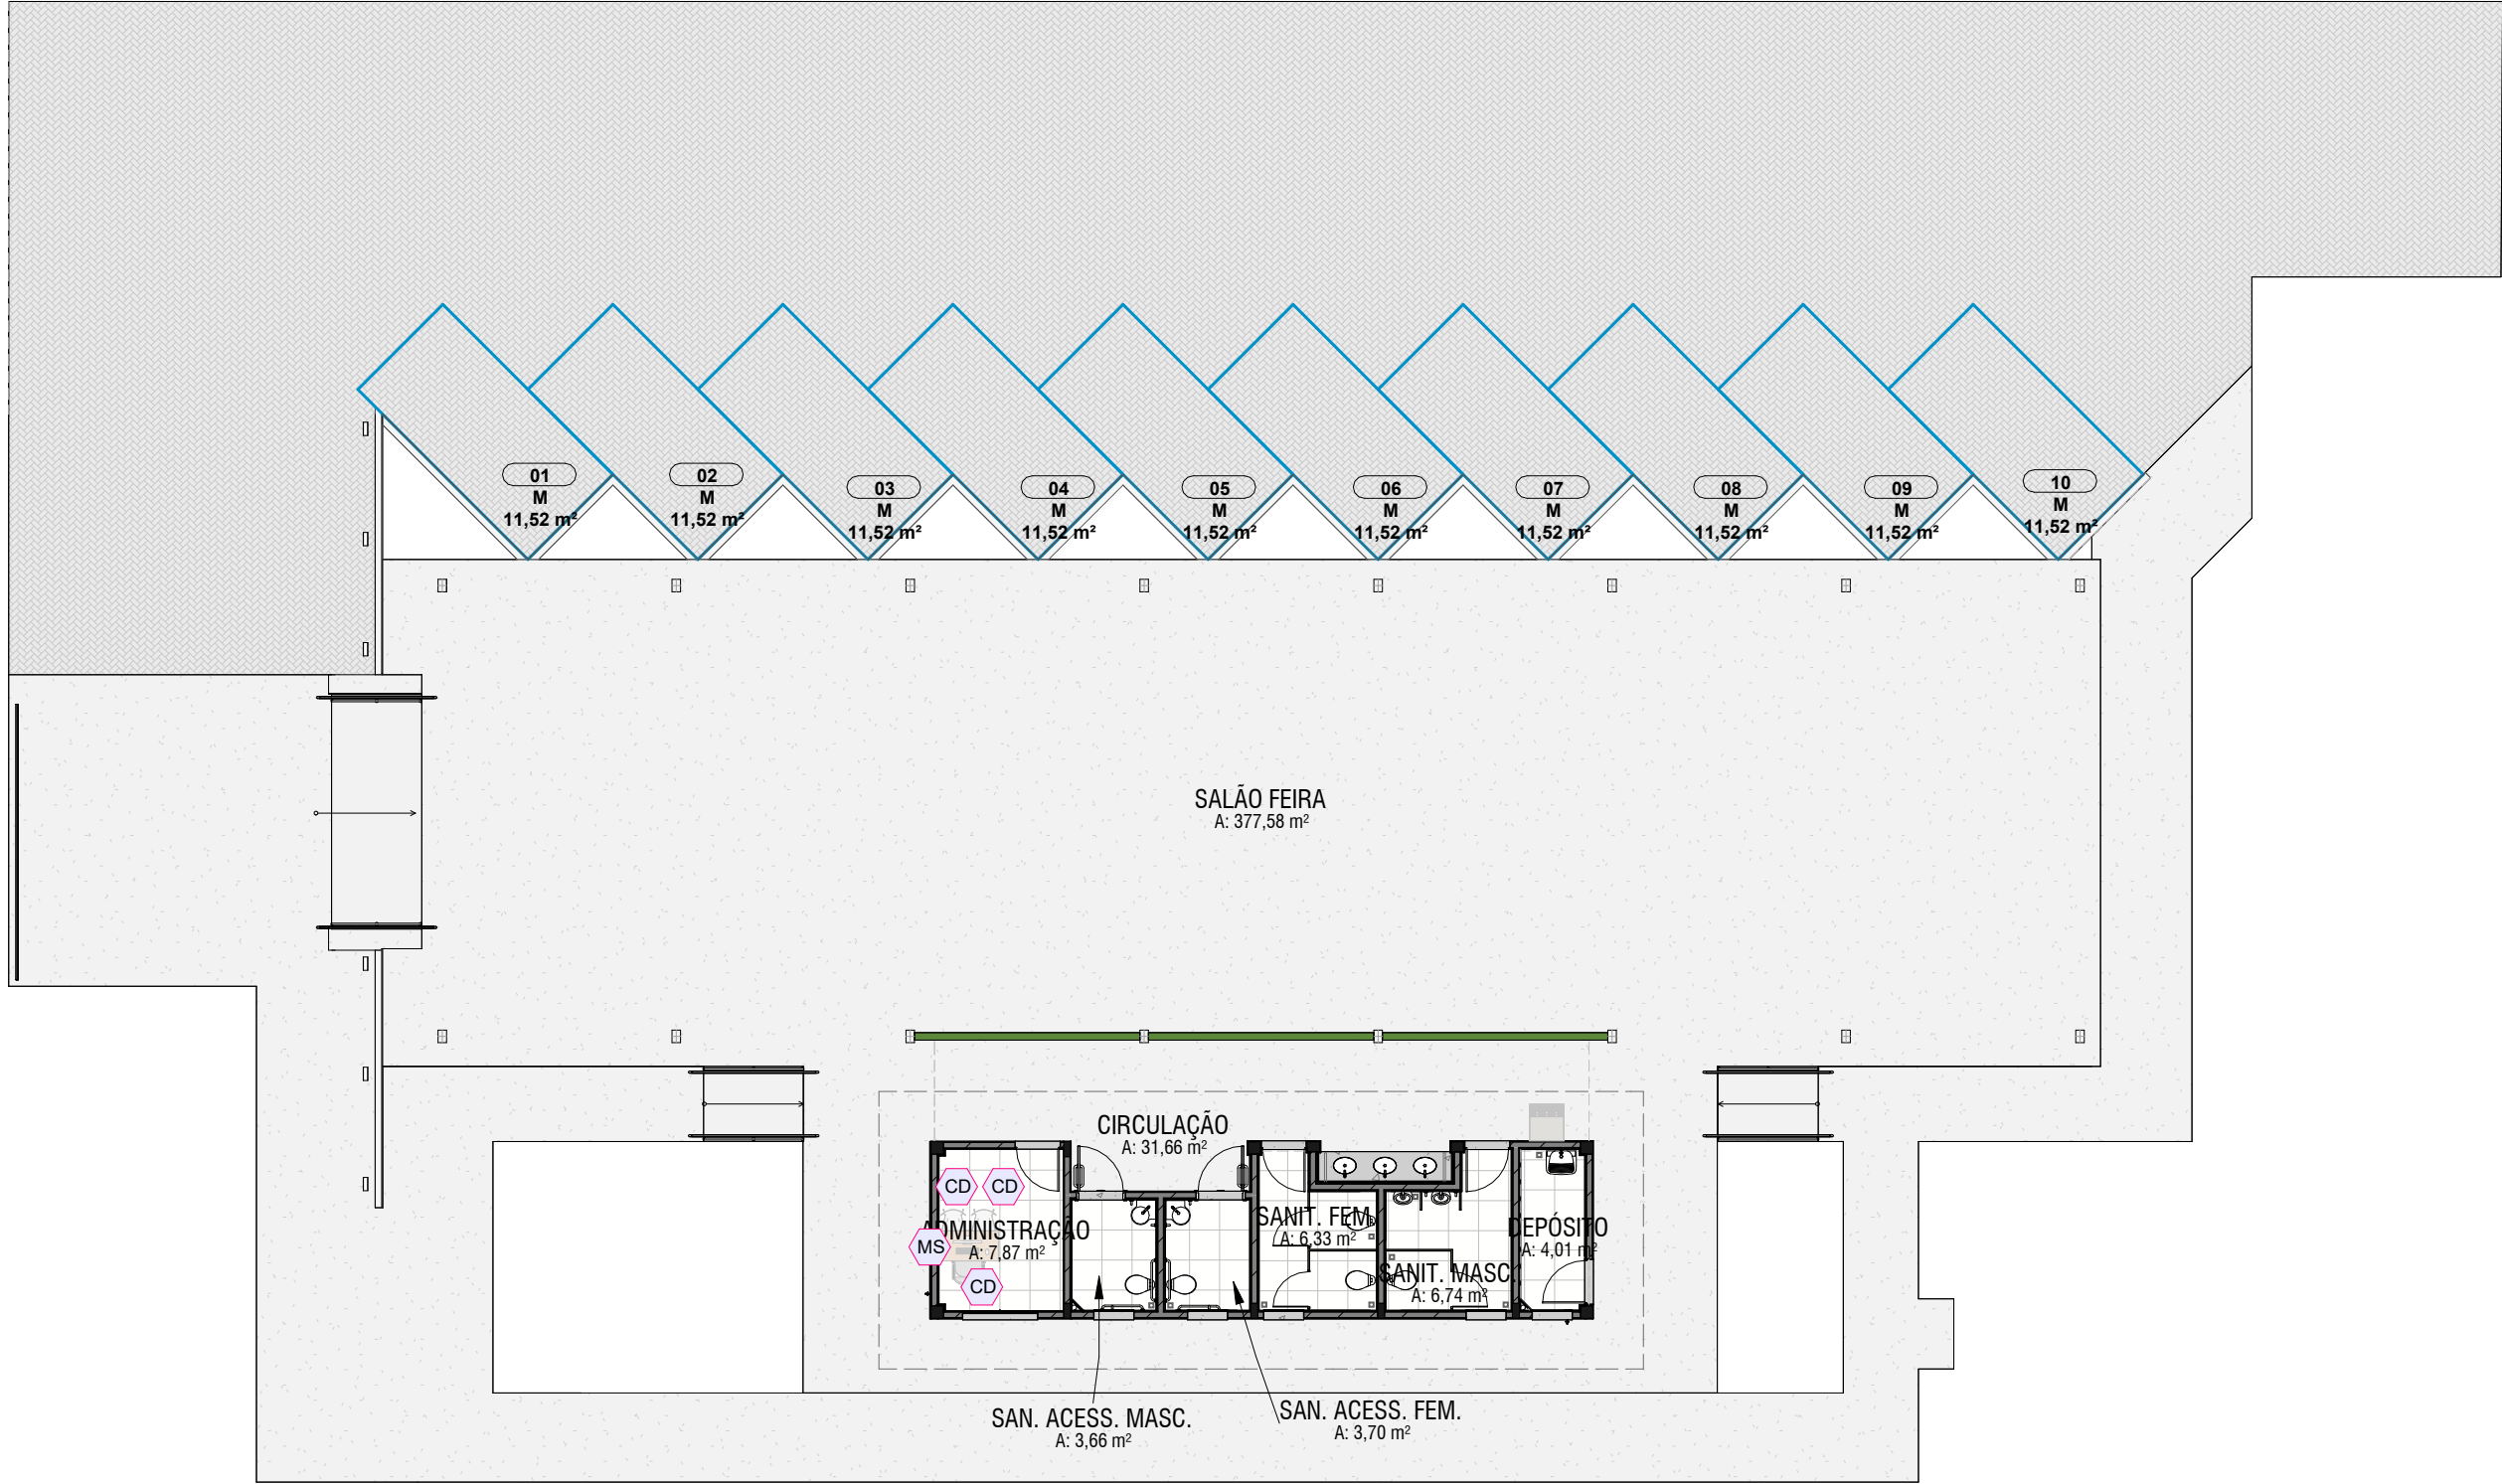 01
M
11,52 m²
02
M
11,52 m²
03
M
11,52 m²
04
M
11,52 m²
05
M
11,52 m²
06
M
11,52 m²
07
M
11,52 m²
08
M
11,52 m²
09
M
11,52 m²
10
M
11,52 m²
SALÃO FEIRA
A: 377,58 m²
CIRCULAÇÃO
A: 31,66 m²
CD
CD
ADMINISTRAÇÃO
A: 7,87 m²
MS
CD
SANIT. FEM.
A: 6,33 m²
SANIT. MASC.
A: 6,74 m²
DEPÓSITO
A: 4,01 m²
SAN. ACESS. MASC.
A: 3,66 m²
SAN. ACESS. FEM.
A: 3,70 m²